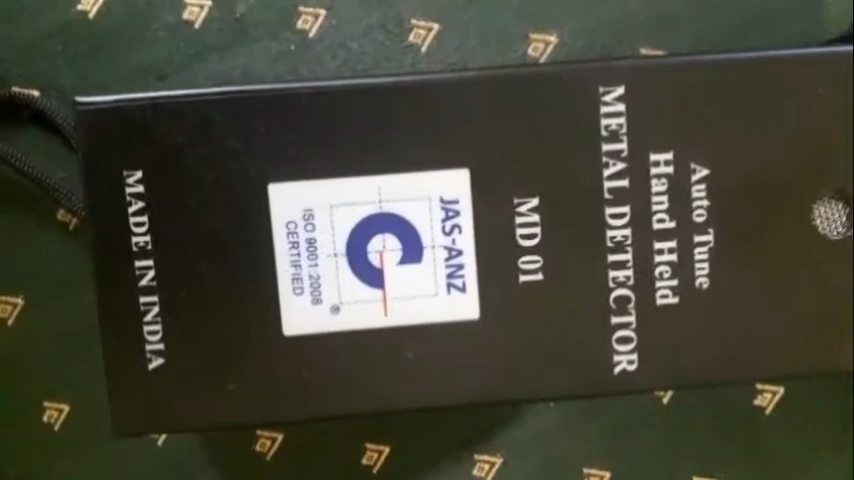 Auto Tune
Hand Held
METAL DETECTOR
MD 01
JAS-ANZ
®
ISO 9001:2008
CERTIFIED
MADE IN INDIA